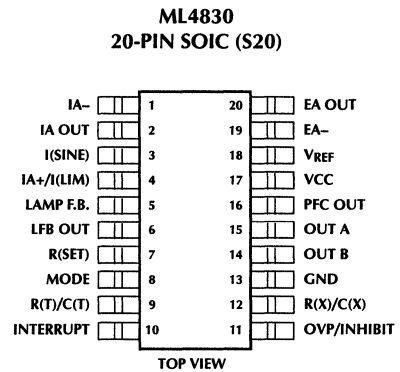 ML4830
20-PIN SOIC (S20)
IA– 1 20 EA OUT
IA OUT 2 19 EA–
I(SINE) 3 18 VREF
IA+/I(LIM) 4 17 VCC
LAMP F.B. 5 16 PFC OUT
LFB OUT 6 15 OUT A
R(SET) 7 14 OUT B
MODE 8 13 GND
R(T)/C(T) 9 12 R(X)/C(X)
INTERRUPT 10 11 OVP/INHIBIT
TOP VIEW